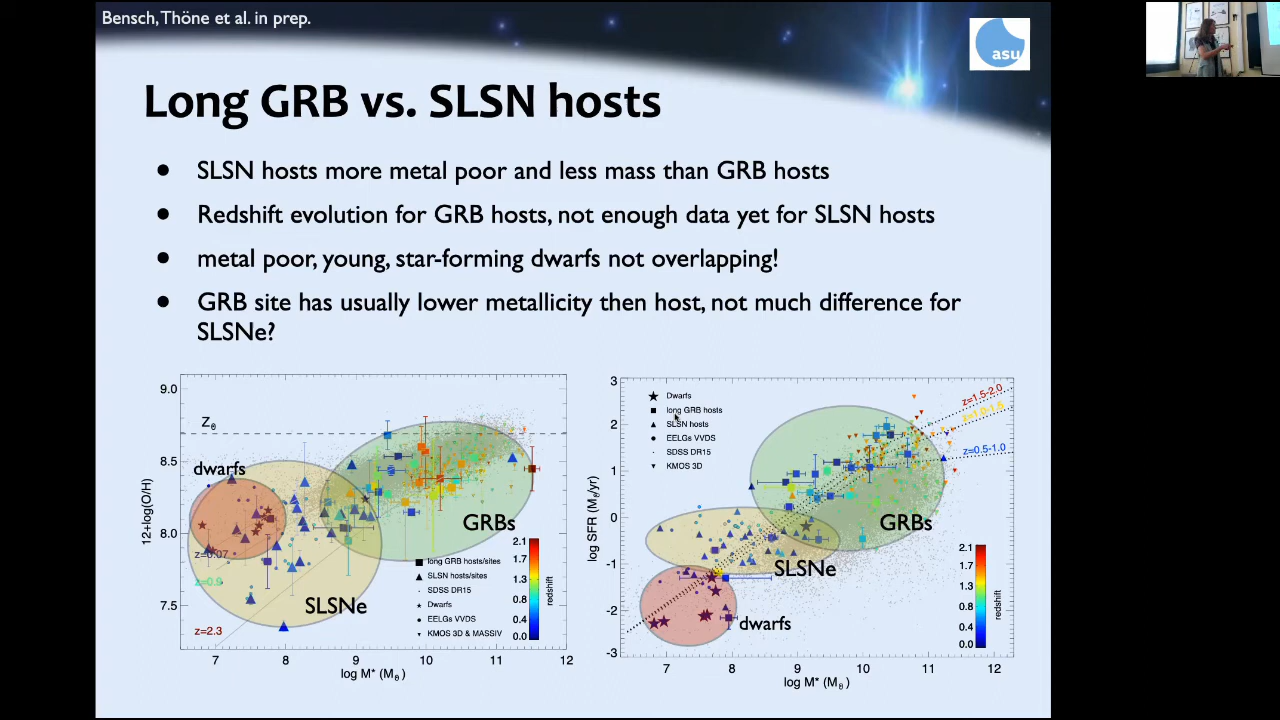 Bensch, Thöne et al. in prep.
asu
Long GRB vs. SLSN hosts
● SLSN hosts more metal poor and less mass than GRB hosts
● Redshift evolution for GRB hosts, not enough data yet for SLSN hosts
● metal poor, young, star-forming dwarfs not overlapping!
● GRB site has usually lower metallicity then host, not much difference for
SLSNe?
9.0
8.5
8.0
7.5
12+log(O/H)
dwarfs
GRBs
SLSNe
z=0.07
z=0.9
z=2.3
long GRB hosts/sites
SLSN hosts/sites
SDSS DR15
Dwarfs
EELGs VVDS
KMOS 3D & MASSIV
2.1
1.7
1.3
0.8
0.4
0.0
redshift
7 8 9 10 11 12
log M* (Mθ)
3
2
1
0
-1
-2
-3
log SFR (Mθ/yr)
Dwarfs
long GRB hosts
SLSN hosts
EELGs VVDS
SDSS DR15
KMOS 3D
z=1.5-2.0
z=0.5-1.0
GRBs
SLSNe
dwarfs
2.1
1.7
1.3
0.8
0.4
0.0
redshift
7 8 9 10 11 12
log M* (Mθ)